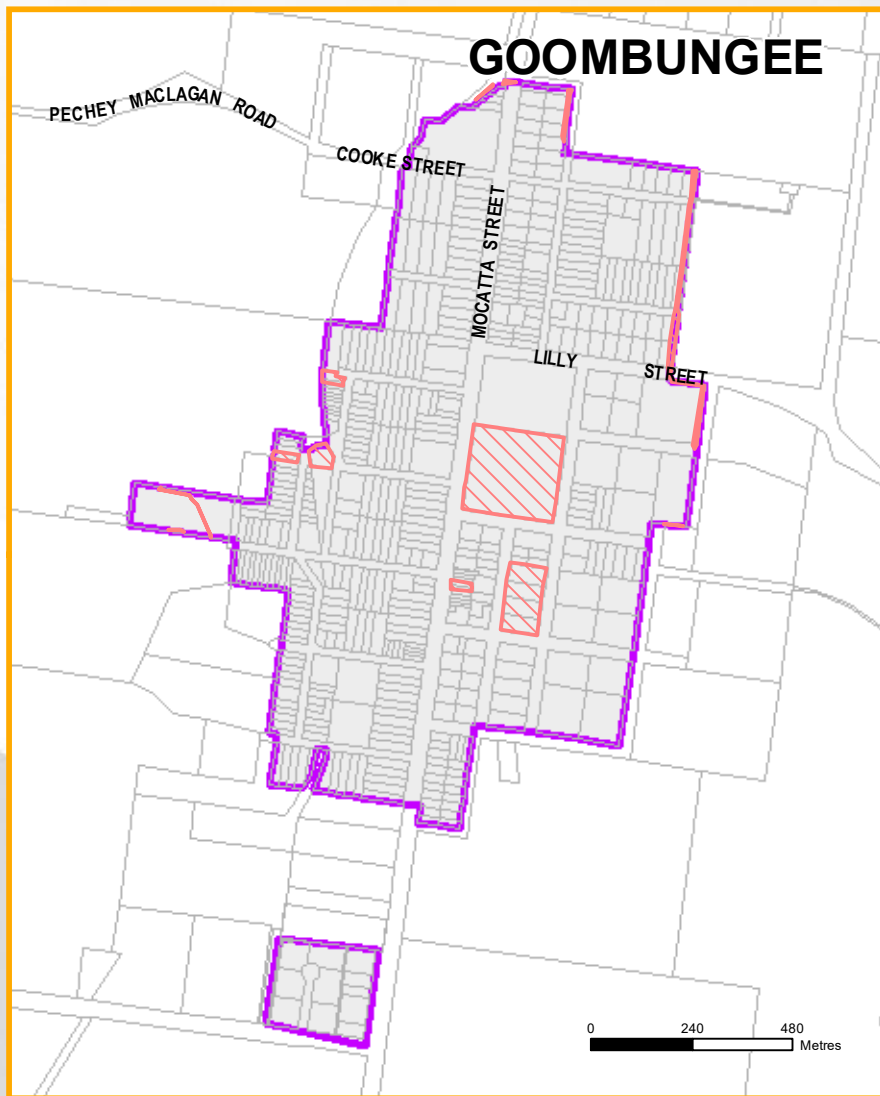 GOOMBUNGEE
PECHEY MACLAGAN ROAD
COOKE STREET
MOCATTA STREET
LILLY STREET
0 240 480
Metres